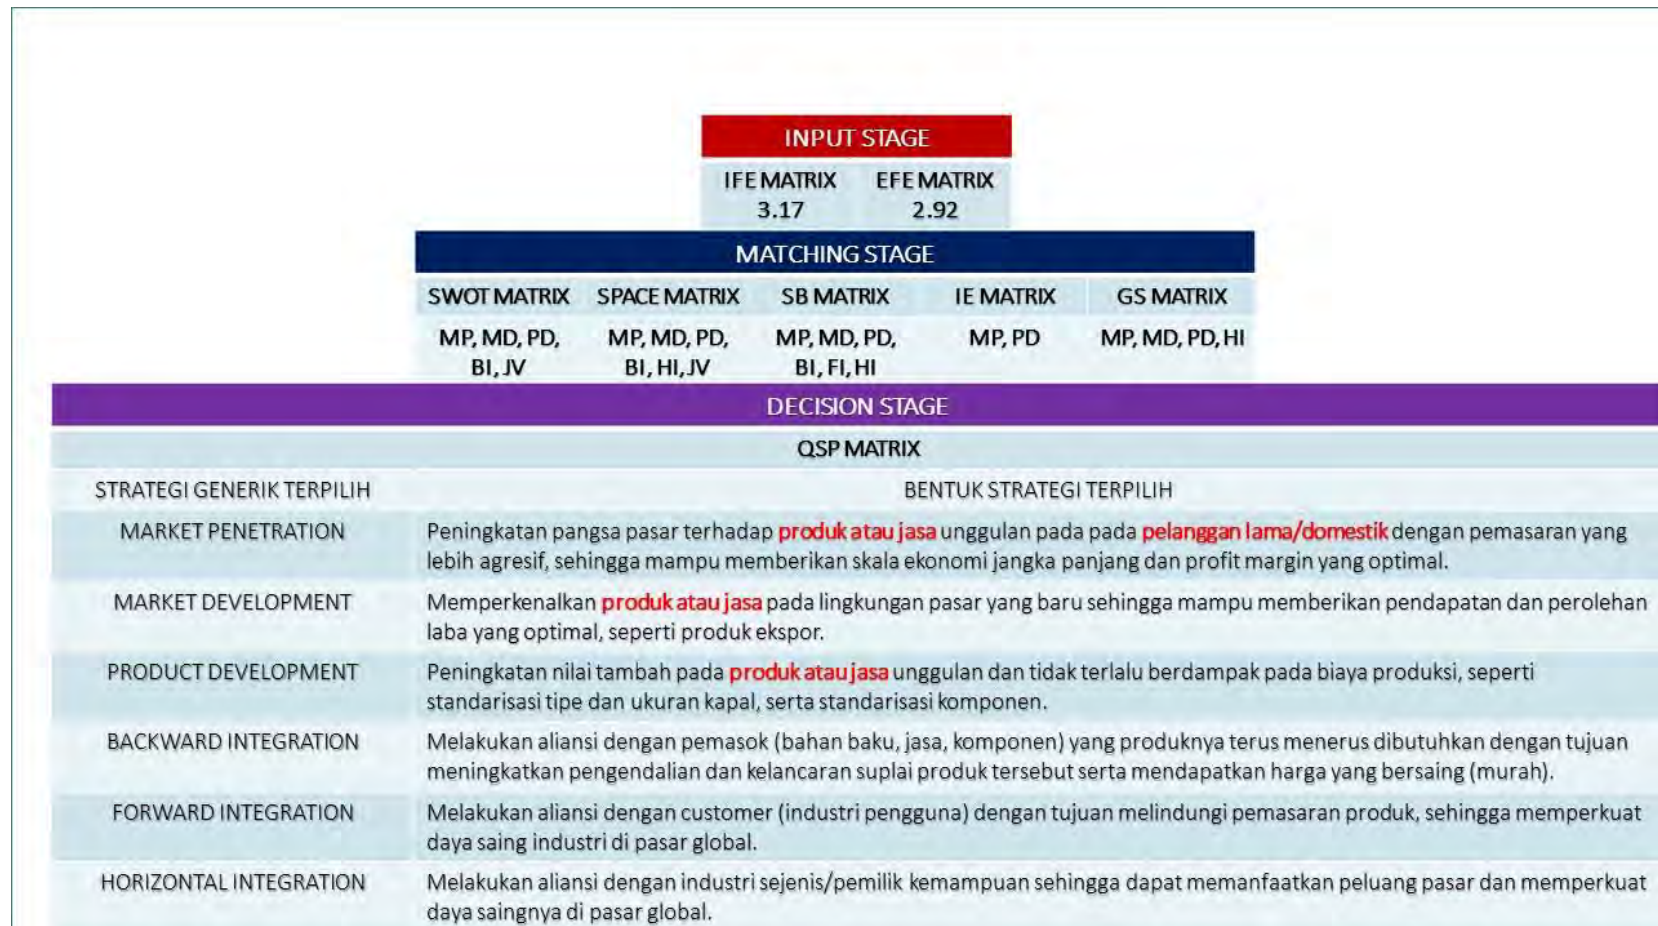 INPUT STAGE
IFE MATRIX EFE MATRIX
3.17 2.92
MATCHING STAGE
SWOT MATRIX SPACE MATRIX SB MATRIX IE MATRIX GS MATRIX
MP, MD, PD, MP, MD, PD, MP, MD, PD, MP, PD MP, MD, PD, HI
BI, JV BI, HI, JV BI, FI, HI
DECISION STAGE
QSP MATRIX
STRATEGI GENERIK TERPILIH BENTUK STRATEGI TERPILIH
MARKET PENETRATION Peningkatan pangsa pasar terhadap produk atau jasa unggulan pada pada pelanggan lama/domestik dengan pemasaran yang
lebih agresif, sehingga mampu memberikan skala ekonomi jangka panjang dan profit margin yang optimal.
MARKET DEVELOPMENT Memperkenalkan produk atau jasa pada lingkungan pasar yang baru sehingga mampu memberikan pendapatan dan perolehan
laba yang optimal, seperti produk ekspor.
PRODUCT DEVELOPMENT Peningkatan nilai tambah pada produk atau jasa unggulan dan tidak terlalu berdampak pada biaya produksi, seperti
standarisasi tipe dan ukuran kapal, serta standarisasi komponen.
BACKWARD INTEGRATION Melakukan aliansi dengan pemasok (bahan baku, jasa, komponen) yang produknya terus menerus dibutuhkan dengan tujuan
meningkatkan pengendalian dan kelancaran suplai produk tersebut serta mendapatkan harga yang bersaing (murah).
FORWARD INTEGRATION Melakukan aliansi dengan customer (industri pengguna) dengan tujuan melindungi pemasaran produk, sehingga memperkuat
daya saing industri di pasar global.
HORIZONTAL INTEGRATION Melakukan aliansi dengan industri sejenis/pemilik kemampuan sehingga dapat memanfaatkan peluang pasar dan memperkuat
daya saingnya di pasar global.